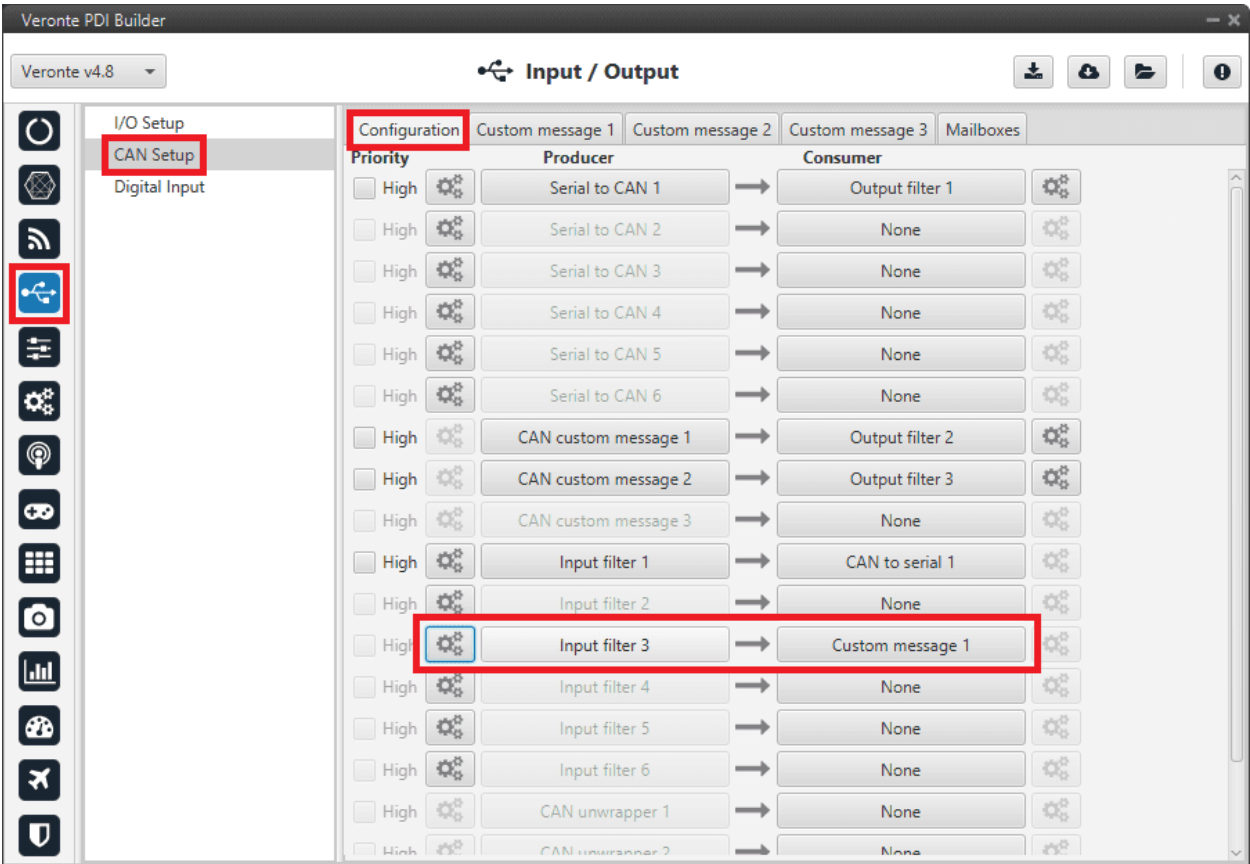 Veronte PDI Builder
Veronte v4.8
Input / Output
I/O Setup
CAN Setup
Digital Input
Configuration Custom message 1 Custom message 2 Custom message 3 Mailboxes
Priority Producer Consumer
High Serial to CAN 1 Output filter 1
High Serial to CAN 2 None
High Serial to CAN 3 None
High Serial to CAN 4 None
High Serial to CAN 5 None
High Serial to CAN 6 None
High CAN custom message 1 Output filter 2
High CAN custom message 2 Output filter 3
High CAN custom message 3 None
High Input filter 1 CAN to serial 1
High Input filter 2 None
High Input filter 3 Custom message 1
High Input filter 4 None
High Input filter 5 None
High Input filter 6 None
High CAN unwrapper 1 None
High CAN unwrapper 2 None